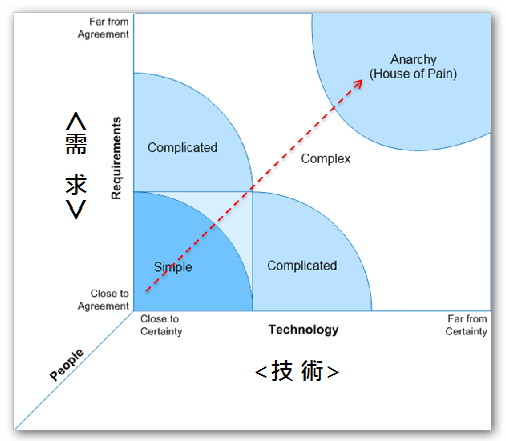 Far from
Agreement
Anarchy
(House of Pain)
<需求>
Requirements
Complicated
Complex
Simple
Complicated
Close to
Agreement
Close to
Certainty
Technology
Far from
Certainty
People
<技術>